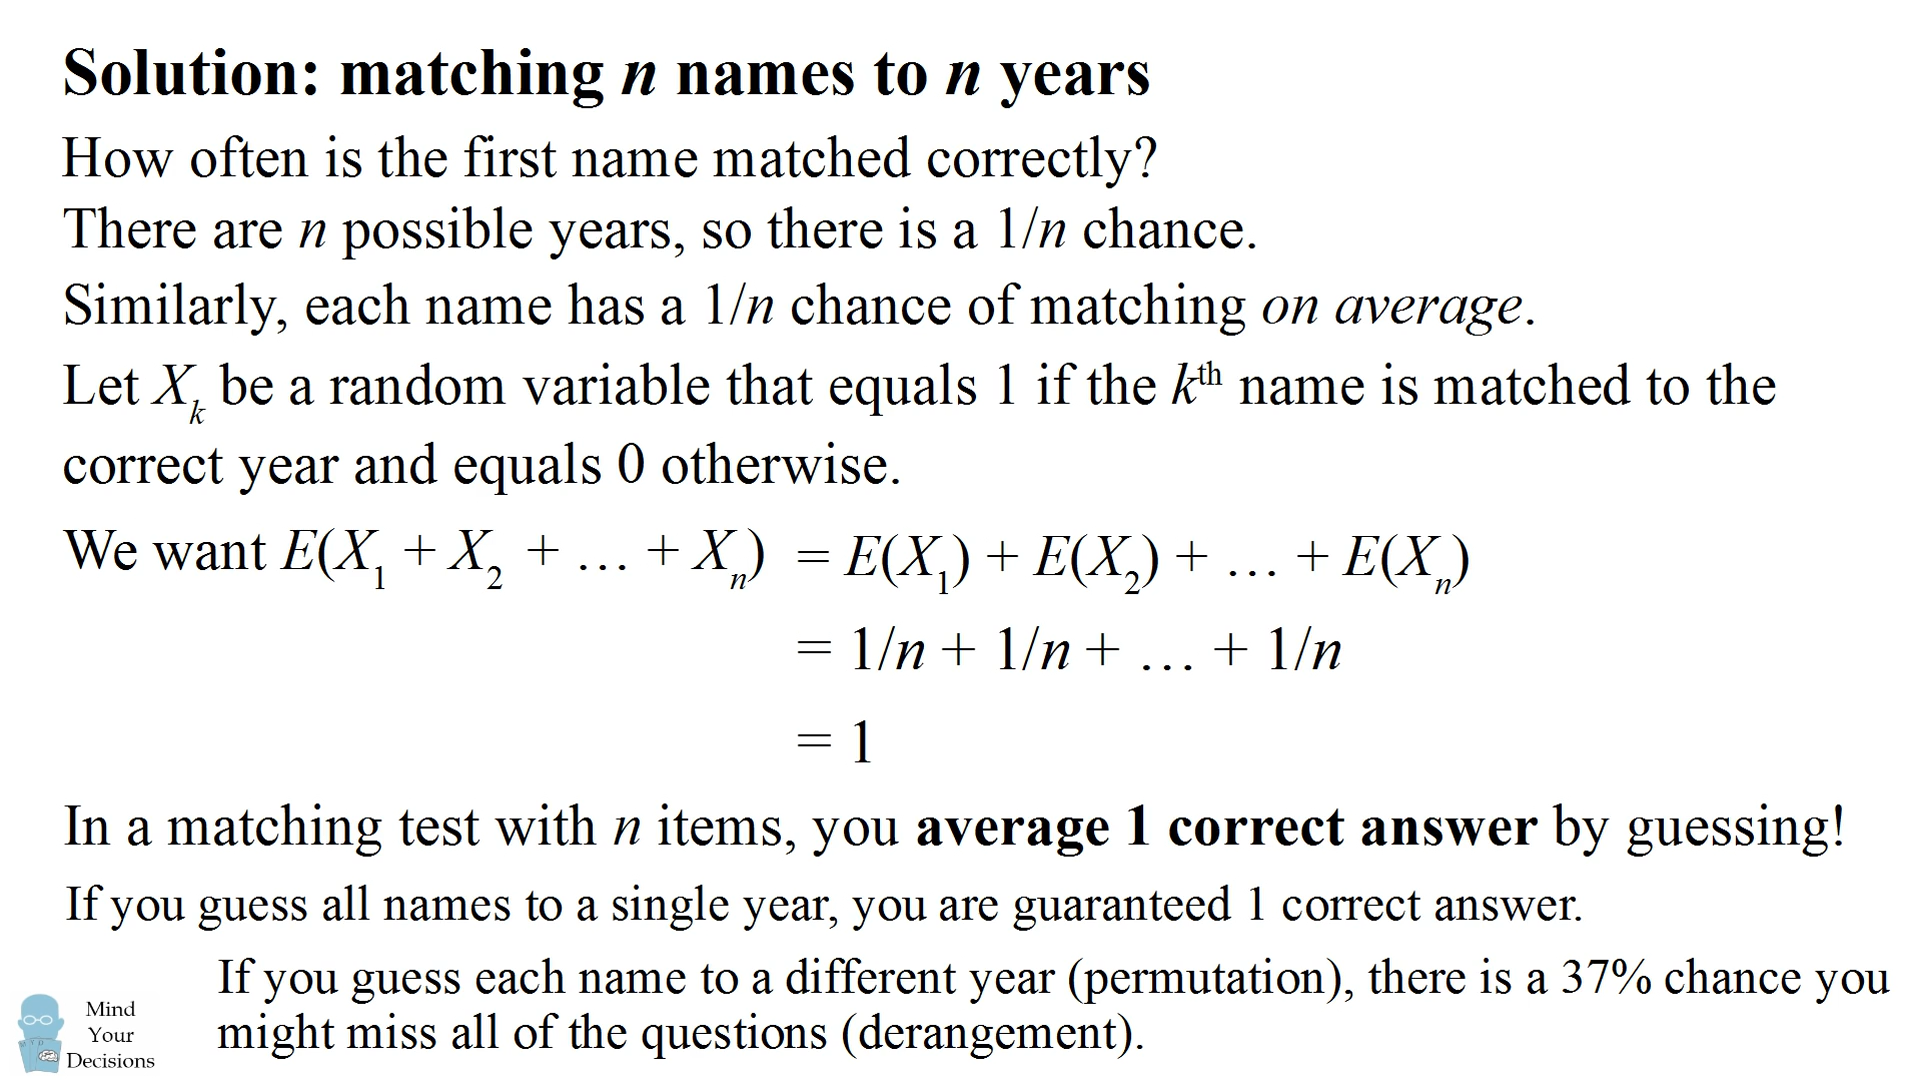 Solution: matching n names to n years
How often is the first name matched correctly?
There are n possible years, so there is a 1/n chance.
Similarly, each name has a 1/n chance of matching on average.
Let Xk be a random variable that equals 1 if the kth name is matched to the
correct year and equals 0 otherwise.
We want E(X1 + X2 + … + Xn) = E(X1) + E(X2) + … + E(Xn)
= 1/n + 1/n + … + 1/n
= 1
In a matching test with n items, you average 1 correct answer by guessing!
If you guess all names to a single year, you are guaranteed 1 correct answer.
If you guess each name to a different year (permutation), there is a 37% chance you
might miss all of the questions (derangement).
Mind
Your
Decisions